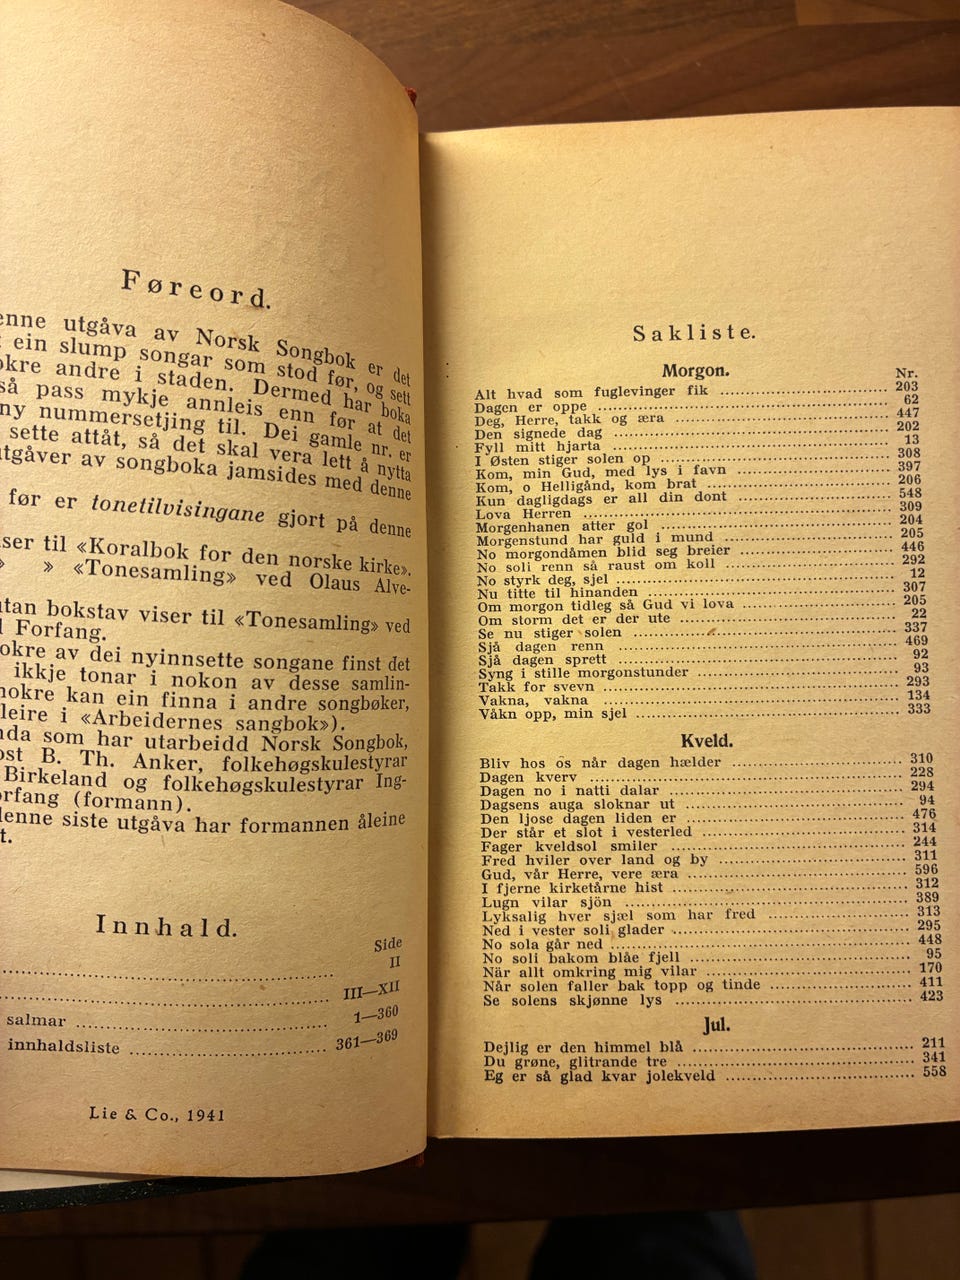 Føreord.
enne utgåva av Norsk Songbok er det
ein slump songar som stod før, og sett
okre andre i staden. Dermed har boka
så pass mykje annleis enn før at det
ny nummersetjing til. Dei gamle nr. er
sette attåt, så det skal vera lett å nytta
tgåver av songboka jamsides med denne
før er tonetilvisingane gjort på denne
ser til «Koralbok for den norske kirke».
» » «Tonesamling» ved Olaus Alve-
tan bokstav viser til «Tonesamling» ved
Forfang.
okre av dei nyinnsette songane finst det
ikkje tonar i nokon av desse samlin-
nokre kan ein finna i andre songbøker,
leire i «Arbeidernes sangbok»).
nda som har utarbeidd Norsk Songbok,
ost B. Th. Anker, folkehøgskulestyrar
Birkeland og folkehøgskulestyrar Ing-
rfang (formann).
denne siste utgåva har formannen åleine
t.
Innhald.
Side
II
III—XII
salmar 1—360
innhaldsliste 361—369
Lie & Co., 1941
Sakliste.
Morgon.
Nr.
Alt hvad som fuglevinger fik 203
Dagen er oppe 62
Deg, Herre, takk og æra 447
Den signede dag 202
Fyll mitt hjarta 13
I Østen stiger solen op 308
Kom, min Gud, med lys i favn 397
Kom, o Helligånd, kom brat 206
Kun dagligdags er all din dont 548
Lova Herren 309
Morgenhanen atter gol 204
Morgenstund har guld i mund 205
No morgondåmen blid seg breier 446
No soli renn så raust om koll 292
No styrk deg, sjel 12
Nu titte til hinanden 307
Om morgon tidleg så Gud vi lova 205
Om storm det er der ute 22
Se nu stiger solen 337
Sjå dagen renn 469
Sjå dagen sprett 92
Syng i stille morgonstunder 93
Takk for svevn 293
Vakna, vakna 134
Våkn opp, min sjel 333
Kveld.
Bliv hos os når dagen hælder 310
Dagen kverv 228
Dagen no i natti dalar 294
Dagsens auga sloknar ut 94
Den ljose dagen liden er 476
Der står et slot i vesterled 314
Fager kveldsol smiler 244
Fred hviler over land og by 311
Gud, vår Herre, vere æra 596
I fjerne kirketårne hist 312
Lugn vilar sjön 389
Lyksalig hver sjæl som har fred 313
Ned i vester soli glader 295
No sola går ned 448
No soli bakom blåe fjell 95
När allt omkring mig vilar 170
Når solen faller bak topp og tinde 411
Se solens skjønne lys 423
Jul.
Dejlig er den himmel blå 211
Du grøne, glitrande tre 341
Eg er så glad kvar jolekveld 558